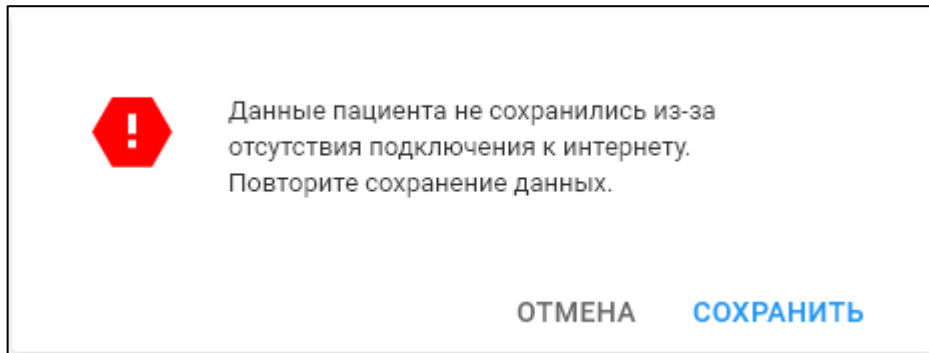 Данные пациента не сохранились из-за
отсутствия подключения к интернету.
Повторите сохранение данных.
ОТМЕНА СОХРАНИТЬ